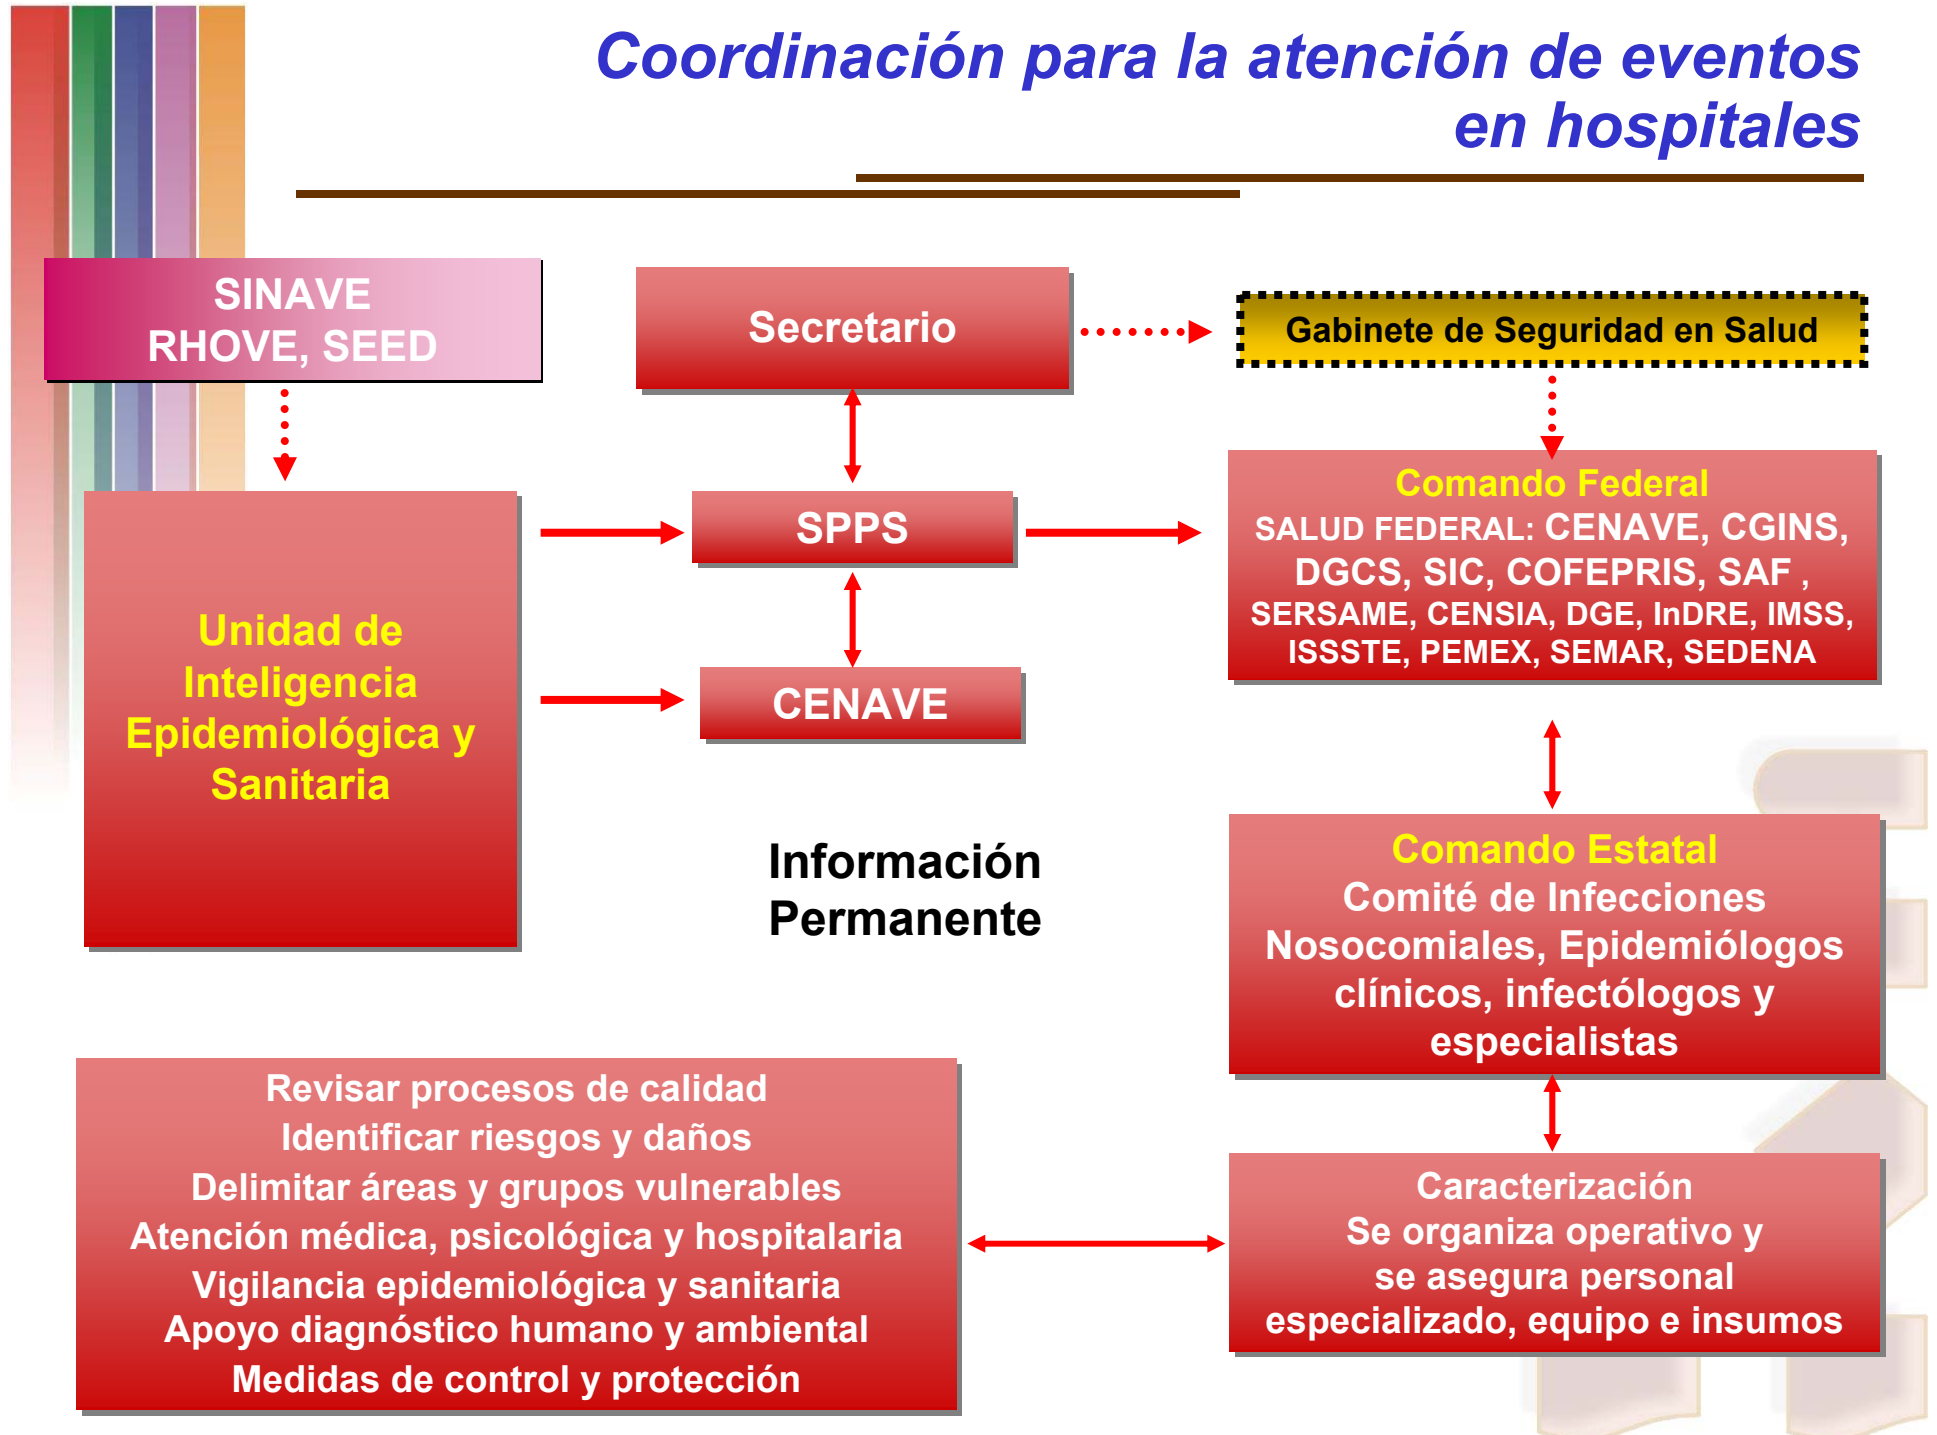 Coordinación para la atención de eventos
en hospitales
SINAVE
RHOVE, SEED
Secretario
Gabinete de Seguridad en Salud
Unidad de
Inteligencia
Epidemiológica y
Sanitaria
SPPS
CENAVE
Comando Federal
SALUD FEDERAL: CENAVE, CGINS,
DGCS, SIC, COFEPRIS, SAF ,
SERSAME, CENSIA, DGE, InDRE, IMSS,
ISSSTE, PEMEX, SEMAR, SEDENA
Información
Permanente
Comando Estatal
Comité de Infecciones
Nosocomiales, Epidemiólogos
clínicos, infectólogos y
especialistas
Revisar procesos de calidad
Identificar riesgos y daños
Delimitar áreas y grupos vulnerables
Atención médica, psicológica y hospitalaria
Vigilancia epidemiológica y sanitaria
Apoyo diagnóstico humano y ambiental
Medidas de control y protección
Caracterización
Se organiza operativo y
se asegura personal
especializado, equipo e insumos